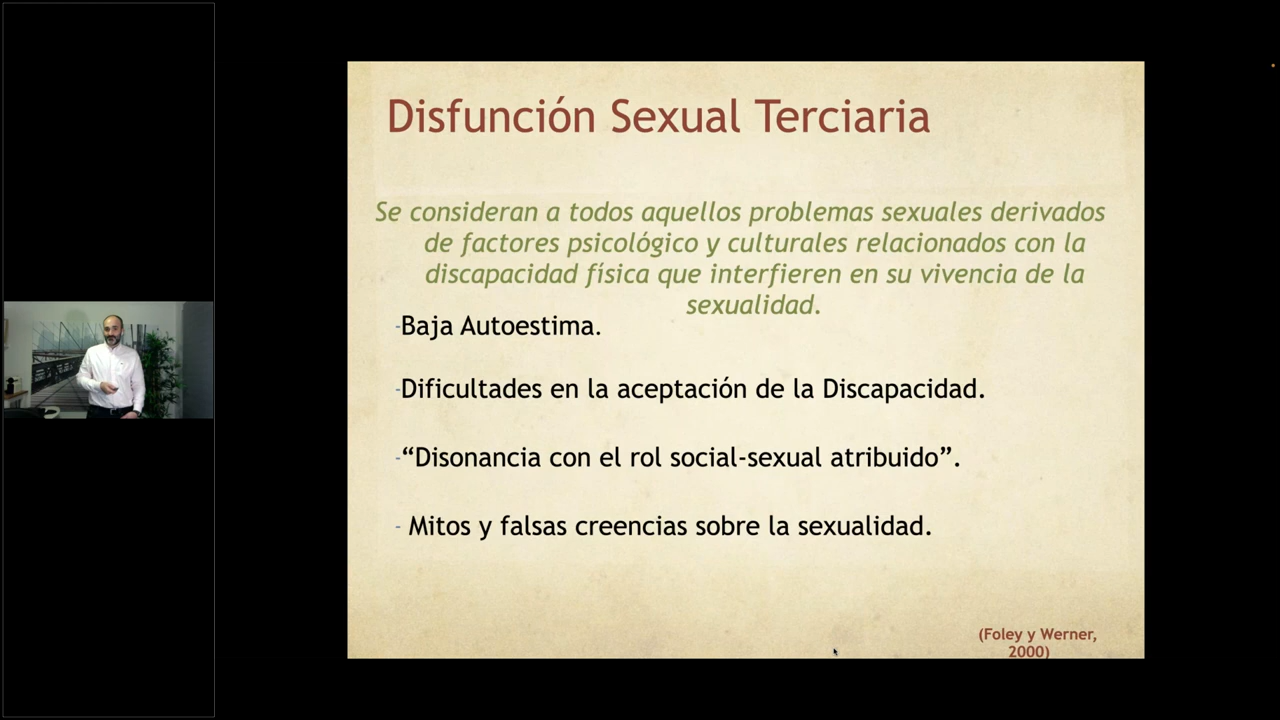 Disfunción Sexual Terciaria
Se consideran a todos aquellos problemas sexuales derivados
de factores psicológico y culturales relacionados con la
discapacidad física que interfieren en su vivencia de la
sexualidad.
-Baja Autoestima.
-Dificultades en la aceptación de la Discapacidad.
-“Disonancia con el rol social-sexual atribuido”.
- Mitos y falsas creencias sobre la sexualidad.
(Foley y Werner,
2000)